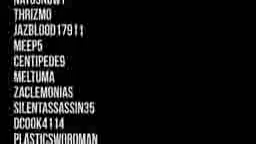 THRIZMO
JAZBLOOD17911
MEEP5
CENTIPEDE9
MELTUMA
ZACLEMONIAS
SILENTASSASSIN35
DCOOK4114
PLASTICSWORDMAN